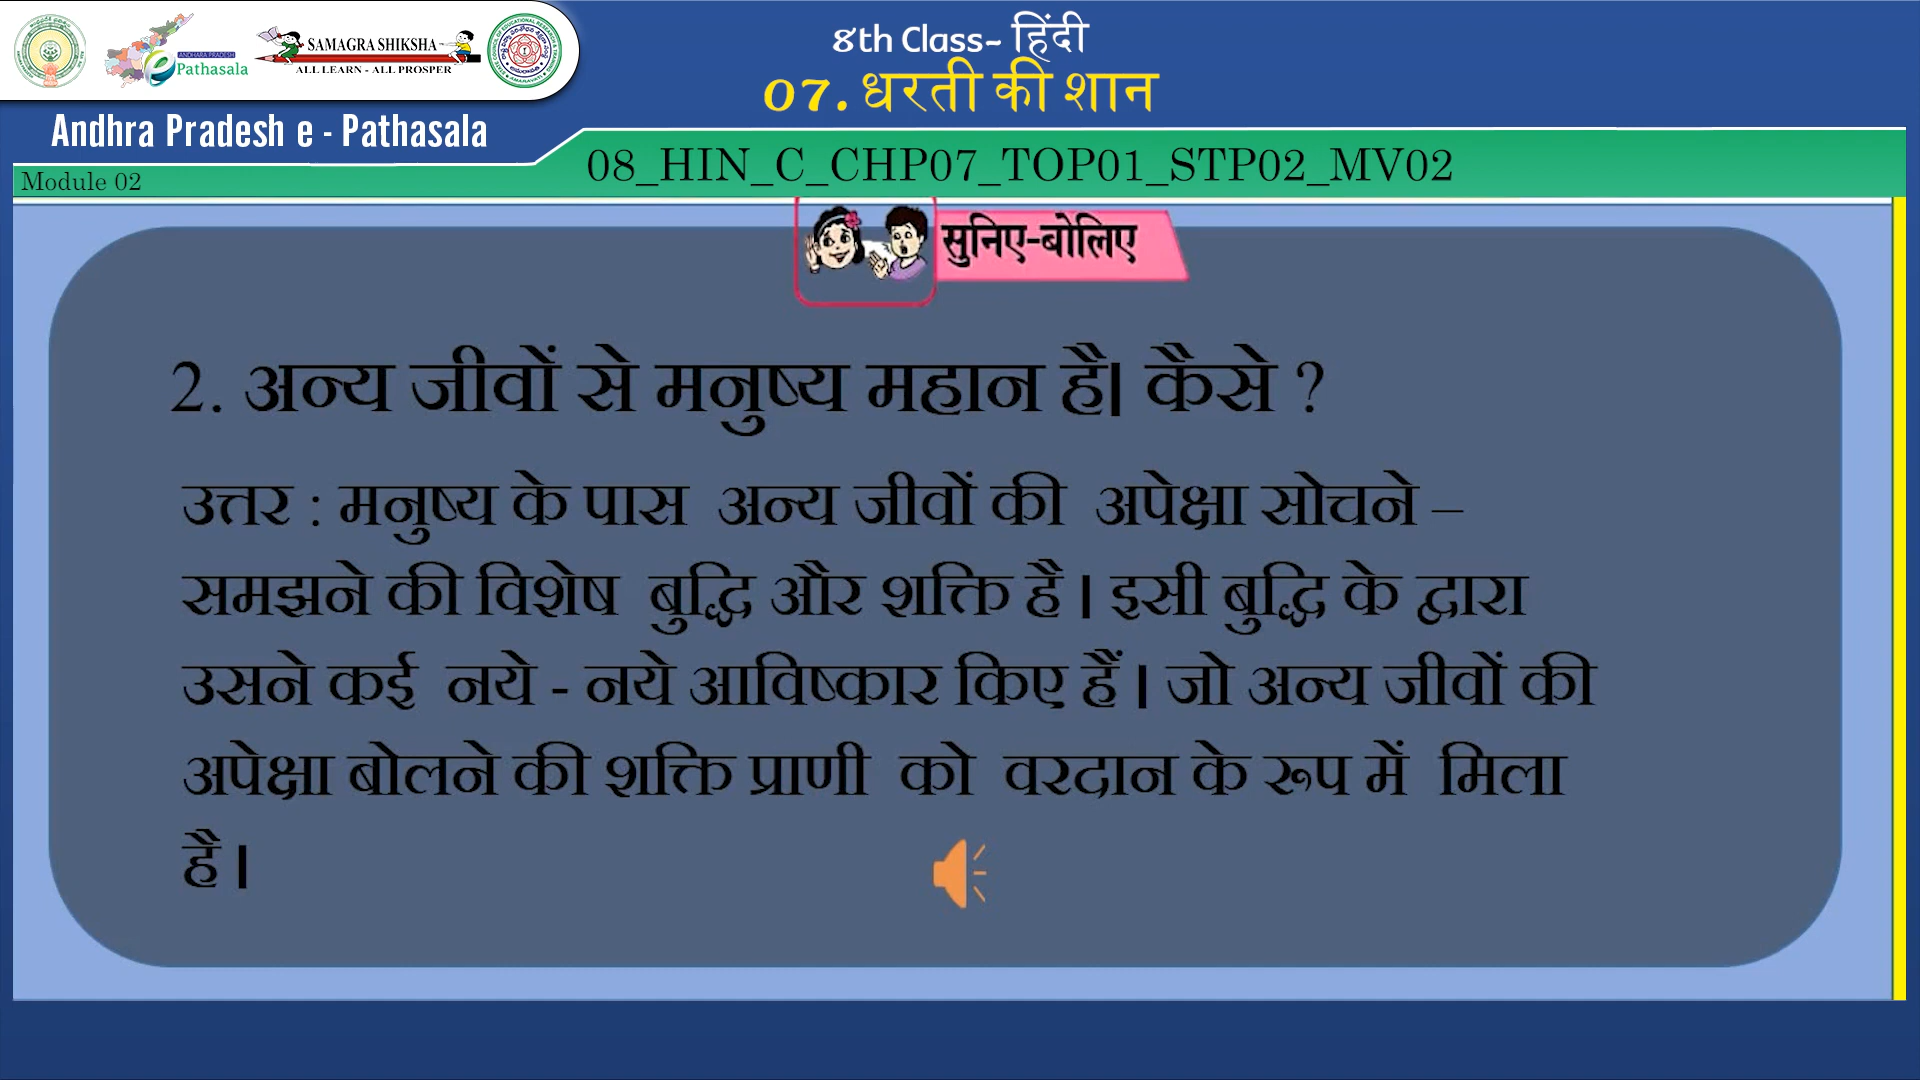 ANDHRA PRADESH
Pathasala
SAMAGRA SHIKSHA
ALL LEARN - ALL PROSPER
8th Class- हिंदी
07. धरती की शान
Andhra Pradesh e - Pathasala
08_HIN_C_CHP07_TOP01_STP02_MV02
Module 02
सुनिए-बोलिए
2. अन्य जीवों से मनुष्य महान है। कैसे ?
उत्तर : मनुष्य के पास अन्य जीवों की अपेक्षा सोचने –
समझने की विशेष बुद्धि और शक्ति है । इसी बुद्धि के द्वारा
उसने कई नये - नये आविष्कार किए हैं । जो अन्य जीवों की
अपेक्षा बोलने की शक्ति प्राणी को वरदान के रूप में मिला
है ।